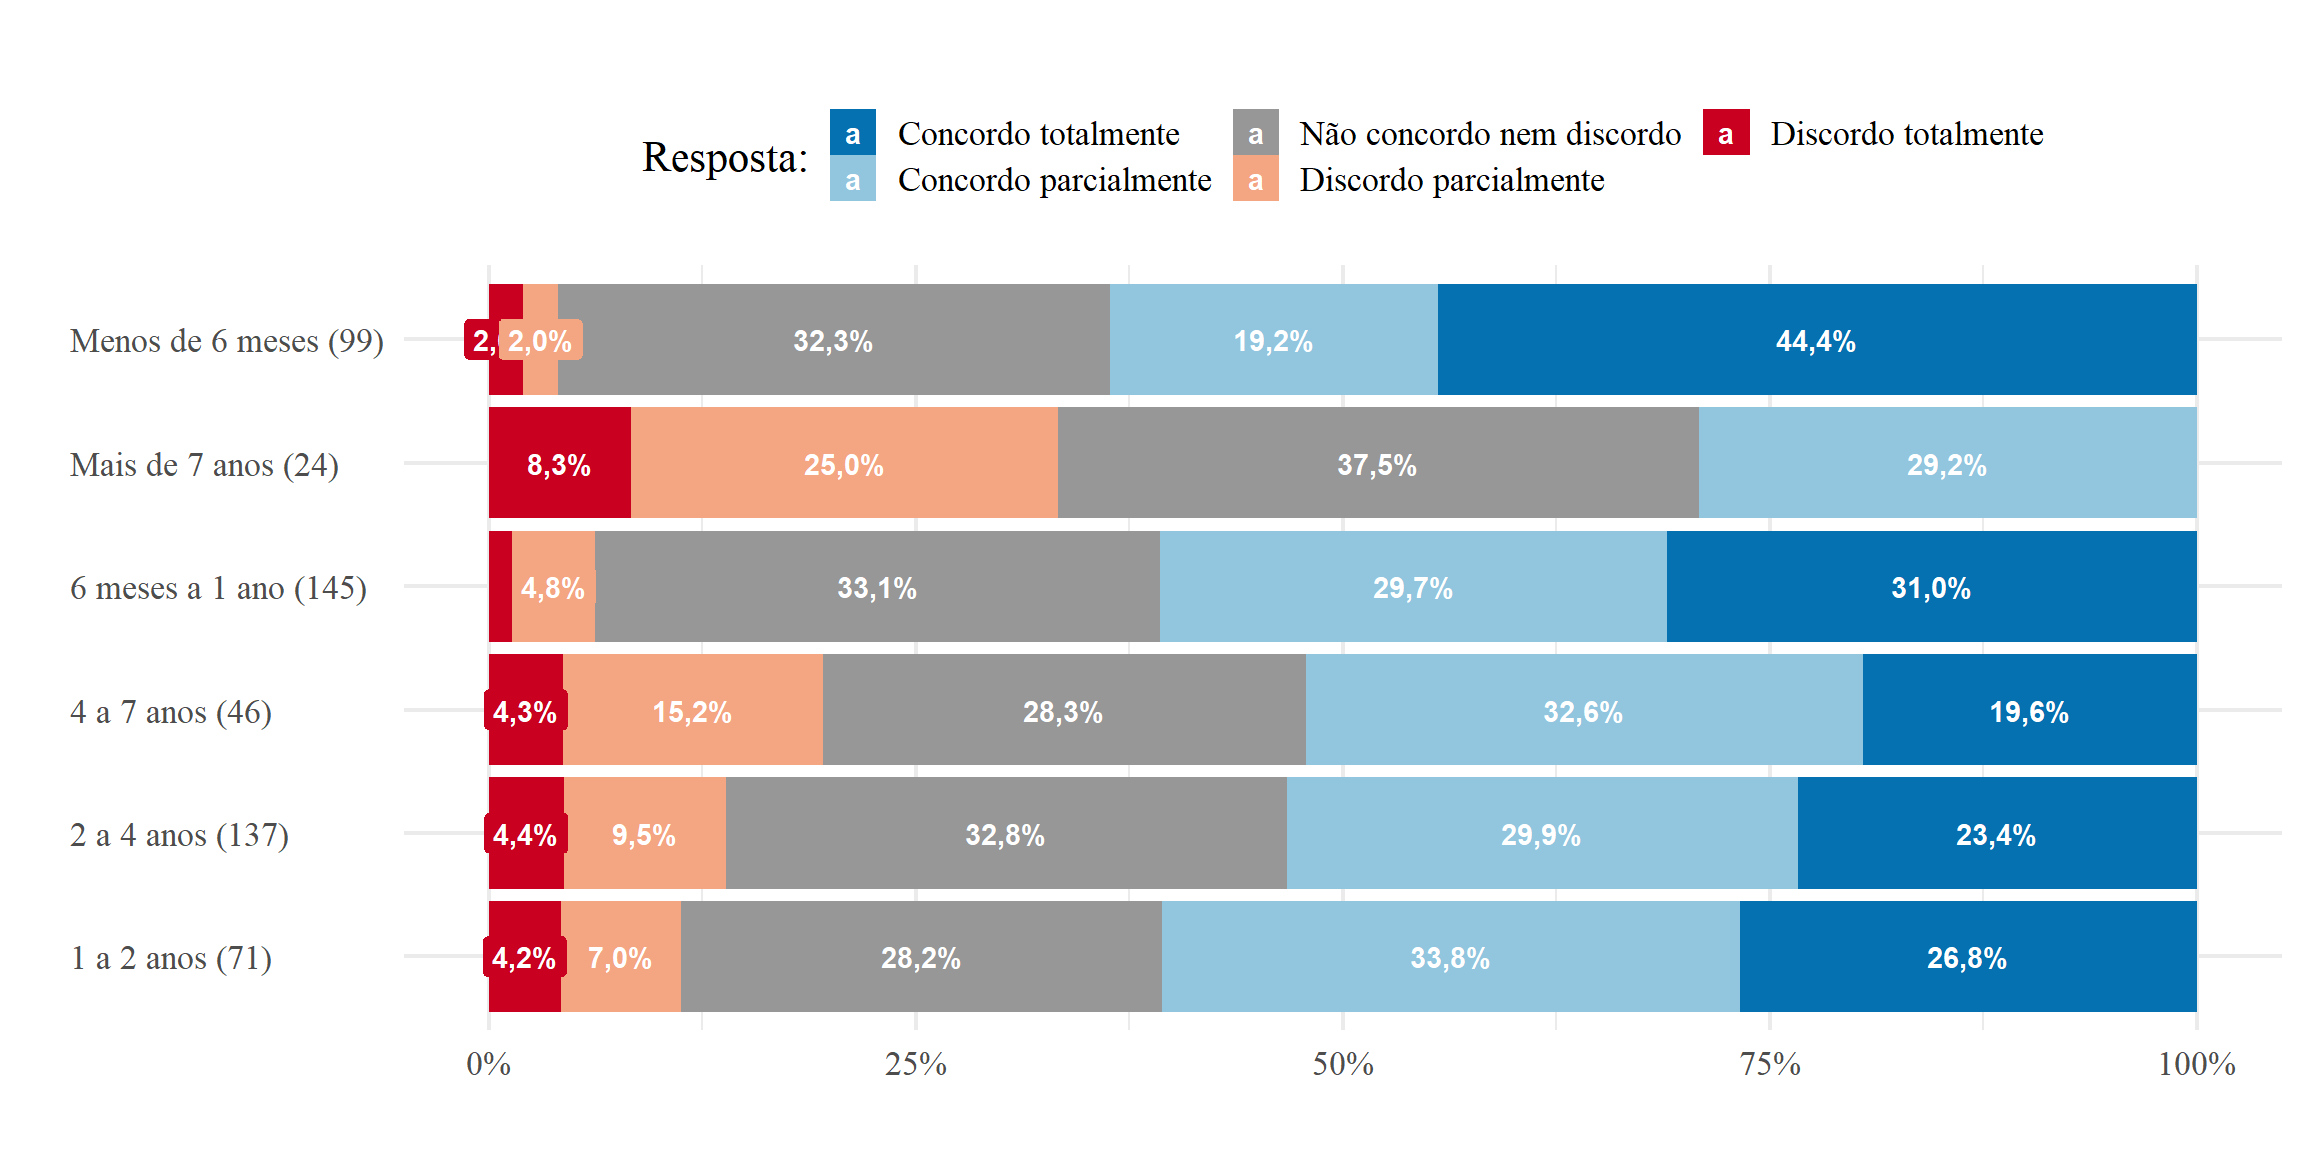 Resposta:
a Concordo totalmente a Não concordo nem discordo a Discordo totalmente
a Concordo parcialmente a Discordo parcialmente
Menos de 6 meses (99) 2,0% 32,3% 19,2% 44,4%
Mais de 7 anos (24) 8,3% 25,0% 37,5% 29,2%
6 meses a 1 ano (145) 4,8% 33,1% 29,7% 31,0%
4 a 7 anos (46) 4,3% 15,2% 28,3% 32,6% 19,6%
2 a 4 anos (137) 4,4% 9,5% 32,8% 29,9% 23,4%
1 a 2 anos (71) 4,2% 7,0% 28,2% 33,8% 26,8%
0% 25% 50% 75% 100%